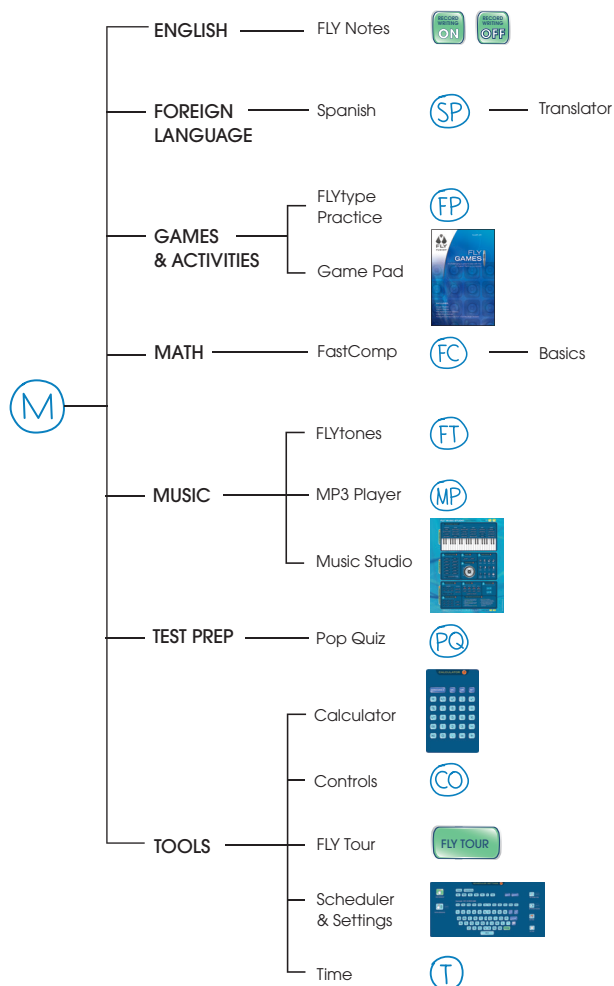 ENGLISH
FLY Notes
RECORD WRITING ON
RECORD WRITING OFF
FOREIGN
LANGUAGE
Spanish
SP
Translator
GAMES
& ACTIVITIES
FLYtype
Practice
FP
Game Pad
FLY
FLY
GAMES
MATH
FastComp
FC
Basics
M
MUSIC
FLYtones
FT
MP3 Player
MP
Music Studio
TEST PREP
Pop Quiz
PQ
Calculator
Controls
CO
TOOLS
FLY Tour
FLY TOUR
Scheduler
& Settings
Time
T